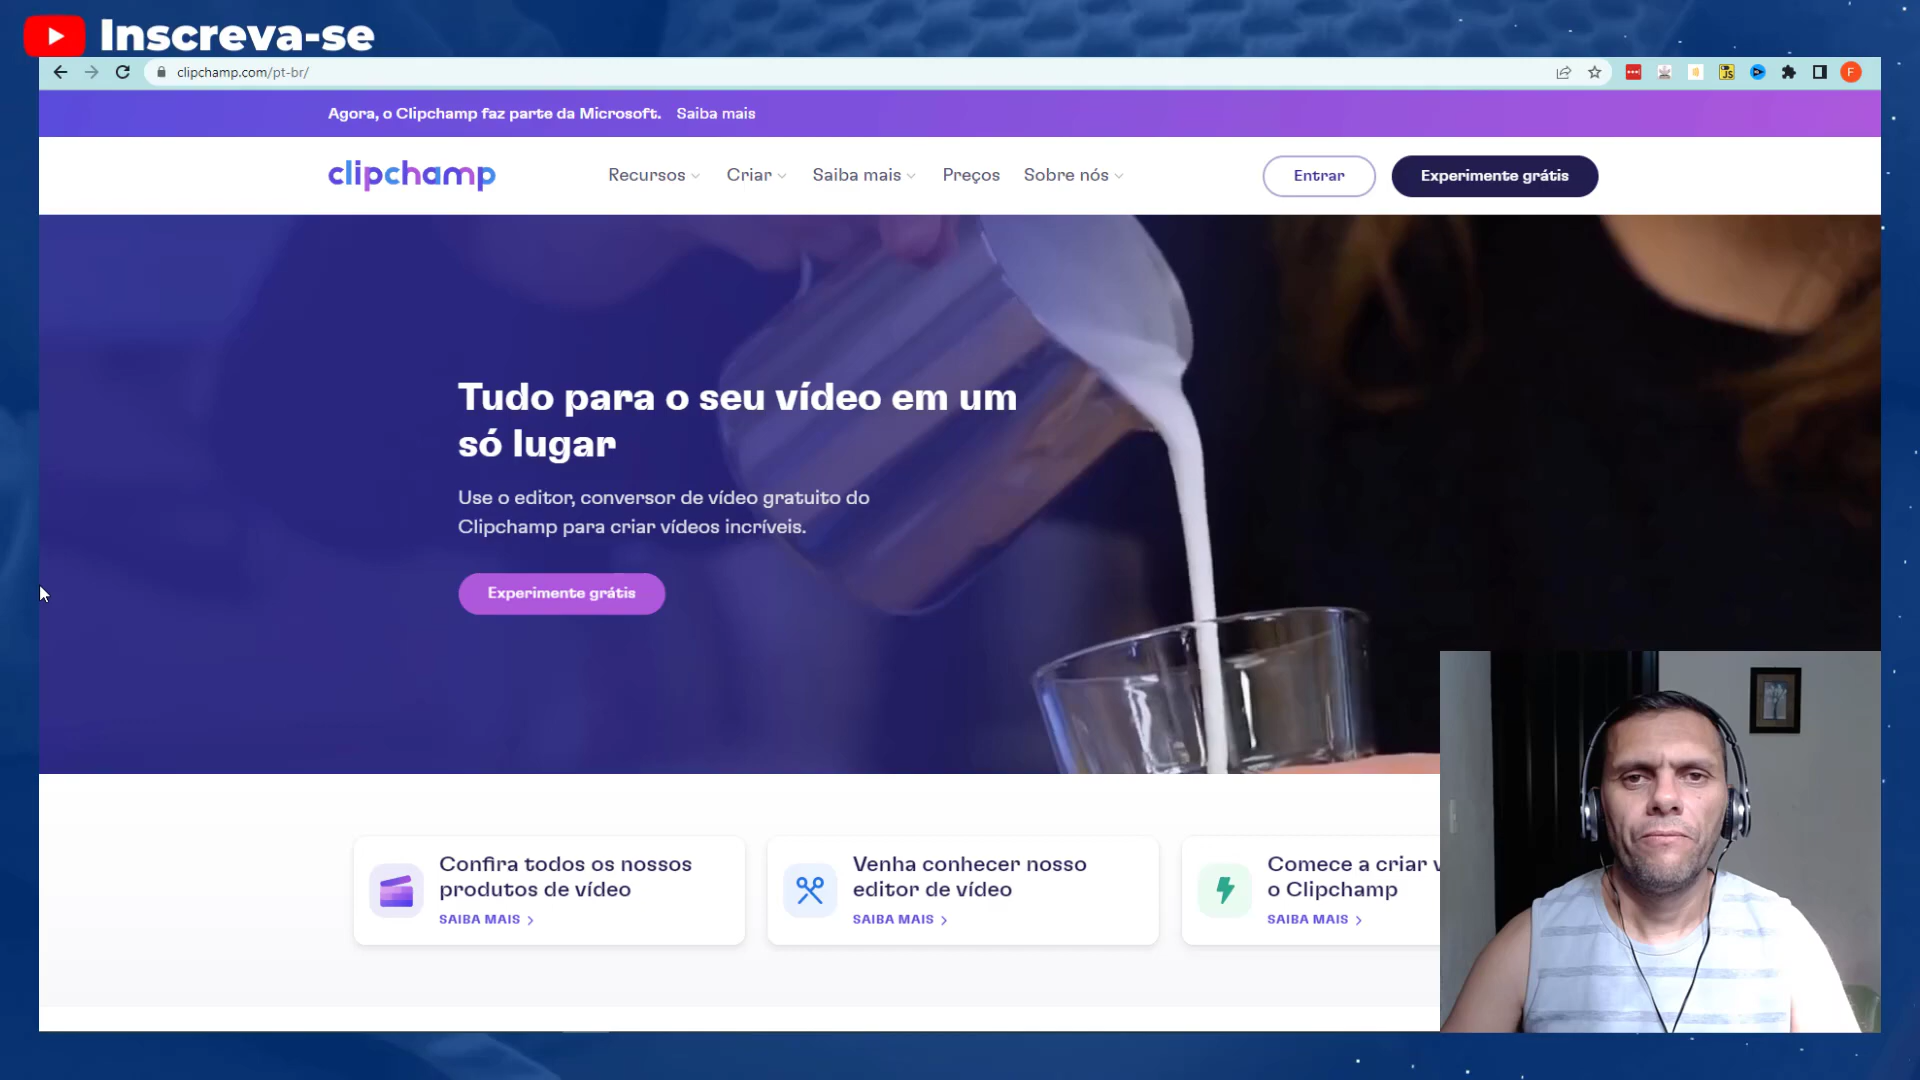 Inscreva-se
clipchamp.com/pt-br/
F
Agora, o Clipchamp faz parte da Microsoft. Saiba mais
clipchamp
Recursos Criar Saiba mais Preços Sobre nós
Entrar
Experimente grátis
Tudo para o seu vídeo em um
só lugar
Use o editor, conversor de vídeo gratuito do
Clipchamp para criar vídeos incríveis.
Experimente grátis
Confira todos os nossos
produtos de vídeo
SAIBA MAIS
Venha conhecer nosso
editor de vídeo
SAIBA MAIS
Comece a criar
o Clipchamp
SAIBA MAIS